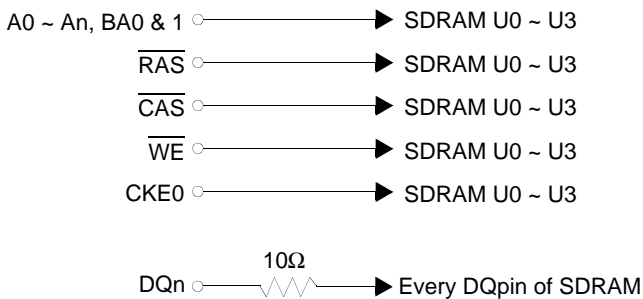 A0 ~ An, BA0 & 1 SDRAM U0 ~ U3
RAS SDRAM U0 ~ U3
CAS SDRAM U0 ~ U3
WE SDRAM U0 ~ U3
CKE0 SDRAM U0 ~ U3
10Ω
DQn Every DQpin of SDRAM